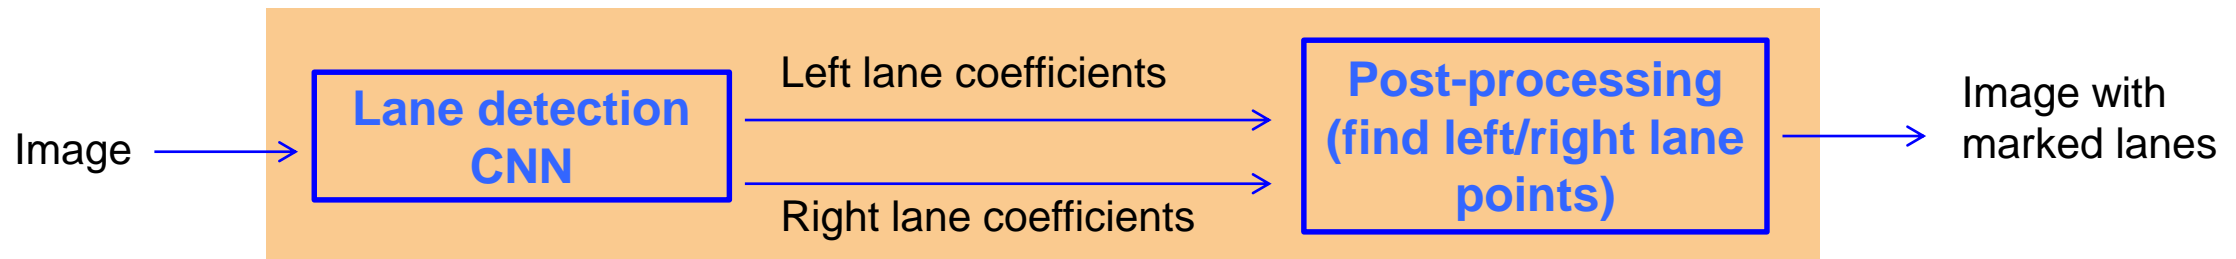 Image
Lane detection
CNN
Left lane coefficients
Right lane coefficients
Post-processing
(find left/right lane
points)
Image with
marked lanes